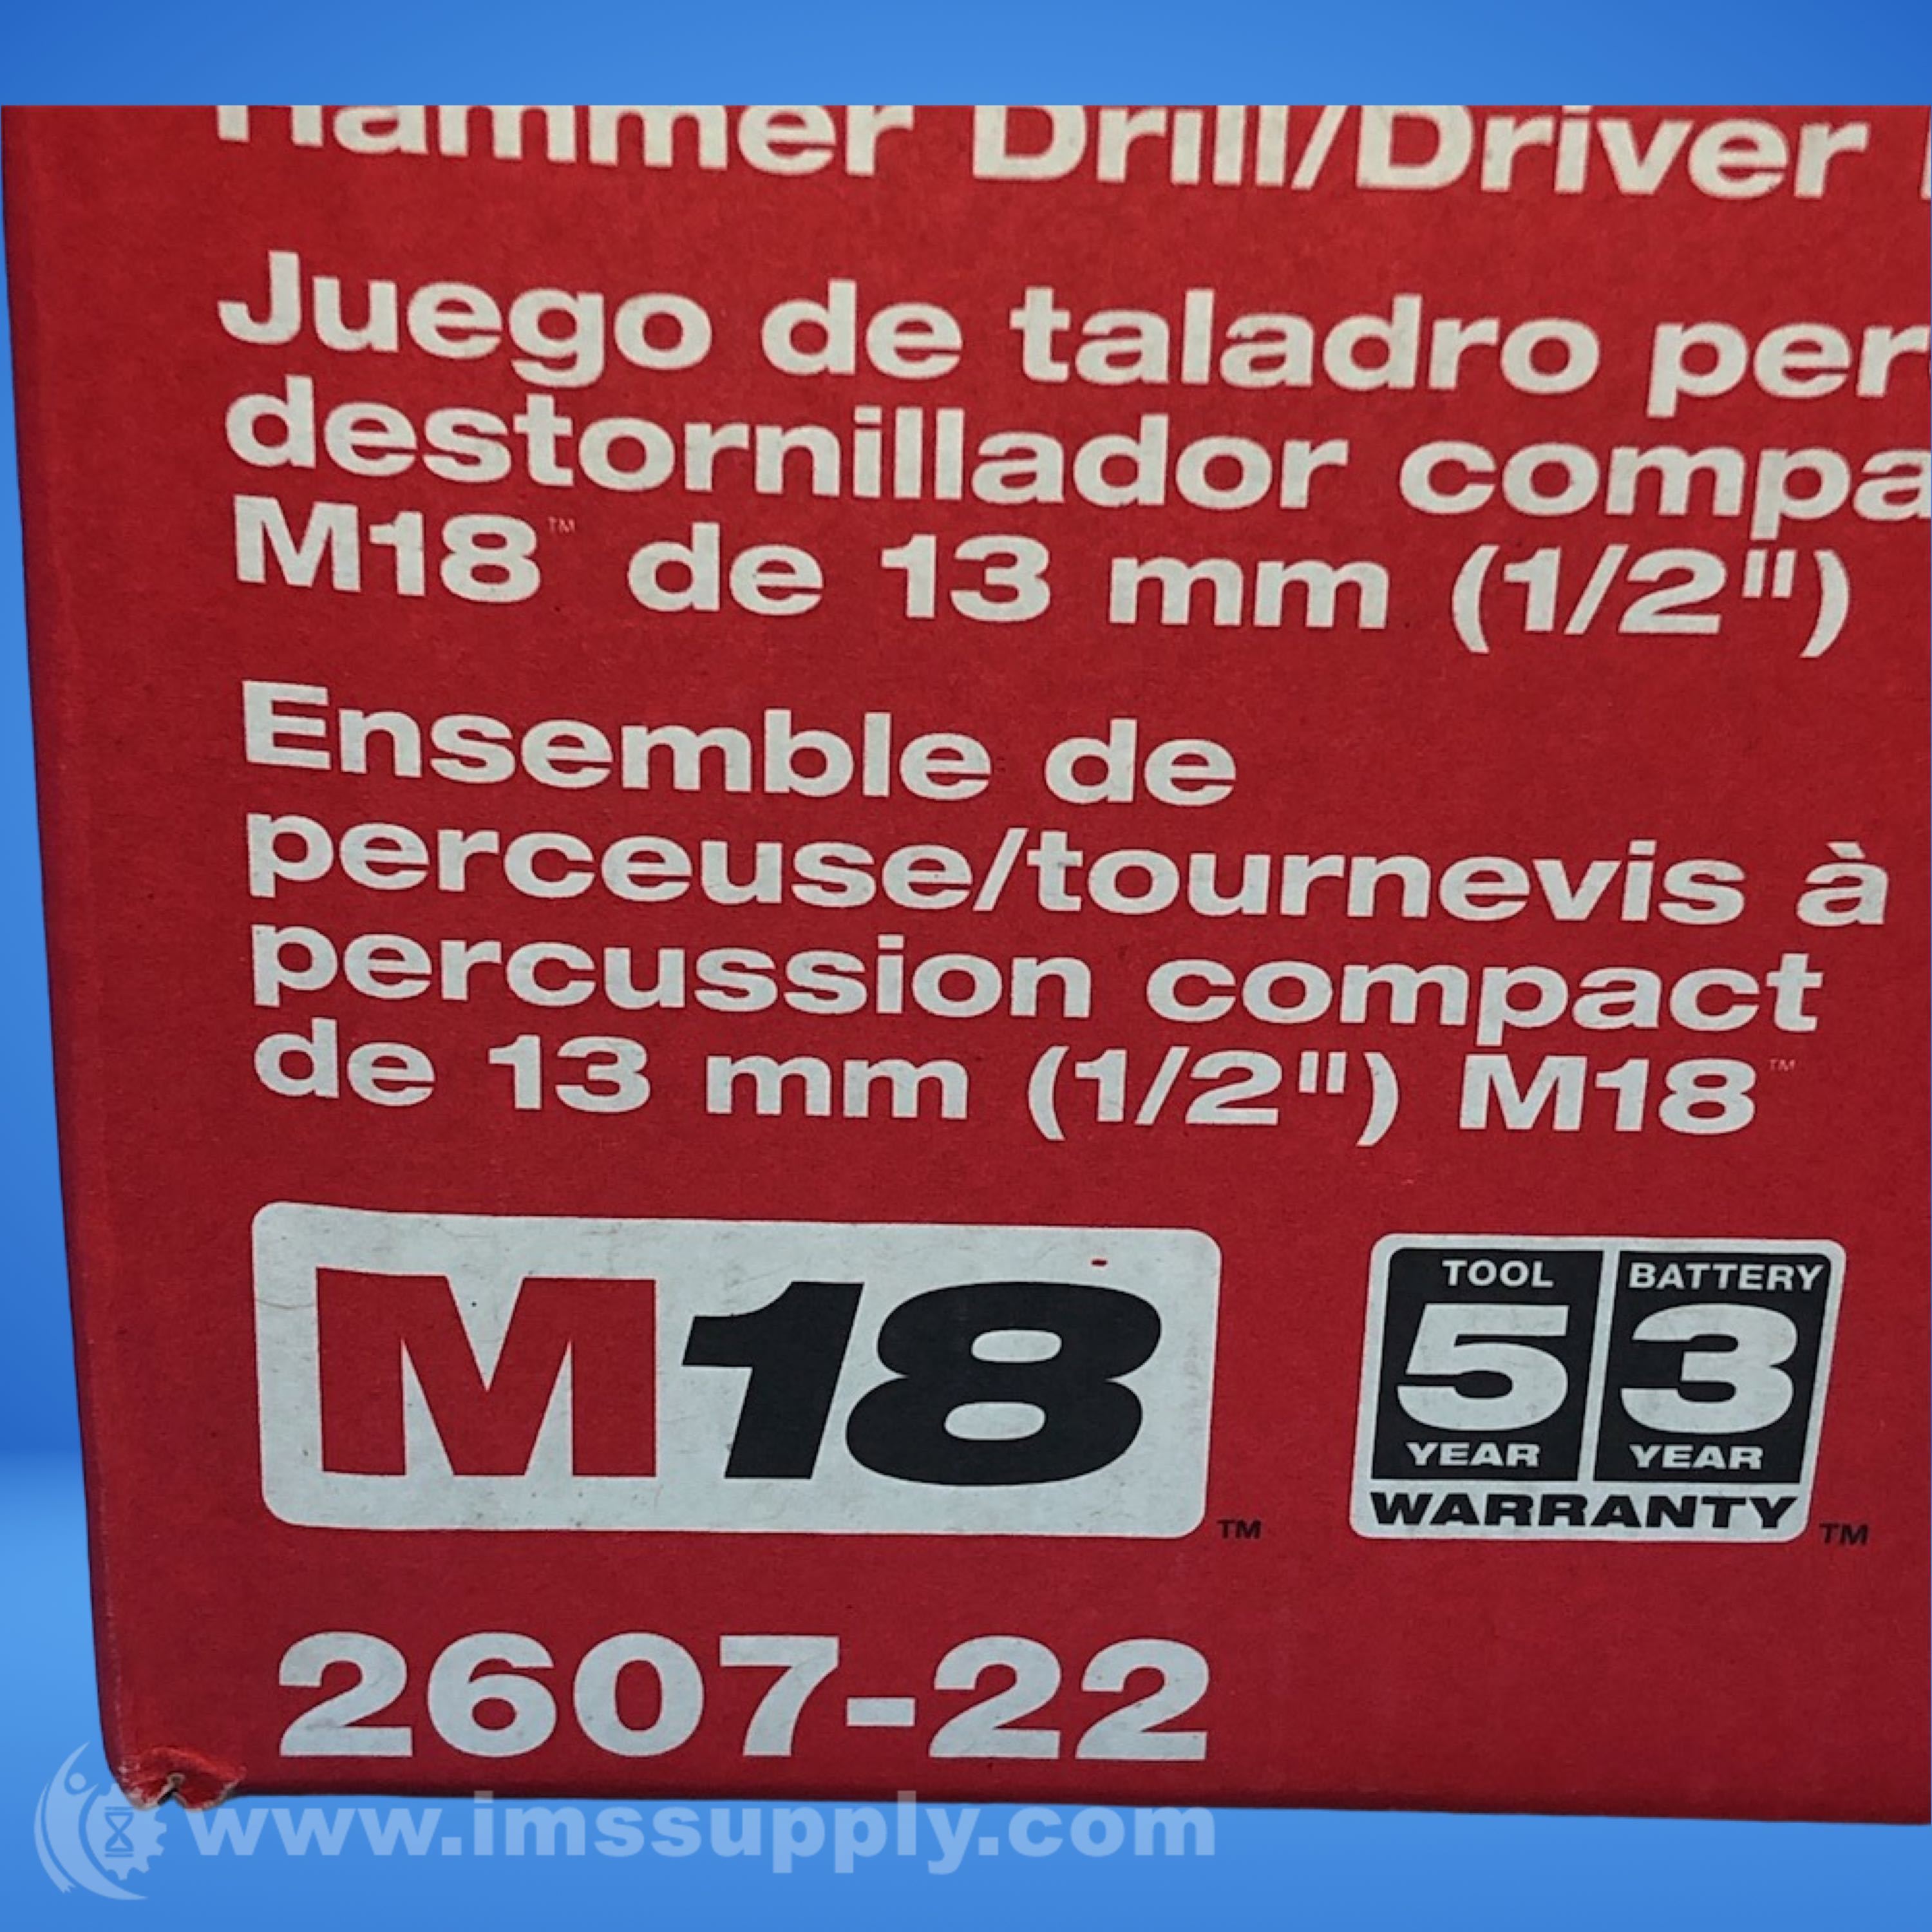 Hammer Drill/Driver
Juego de taladro per
destornillador compa
M18™ de 13 mm (1/2")
Ensemble de
perceuse/tournevis à
percussion compact
de 13 mm (1/2") M18™
M18™
TOOL BATTERY
5 3
YEAR YEAR
WARRANTY™
2607-22
www.imssupply.com